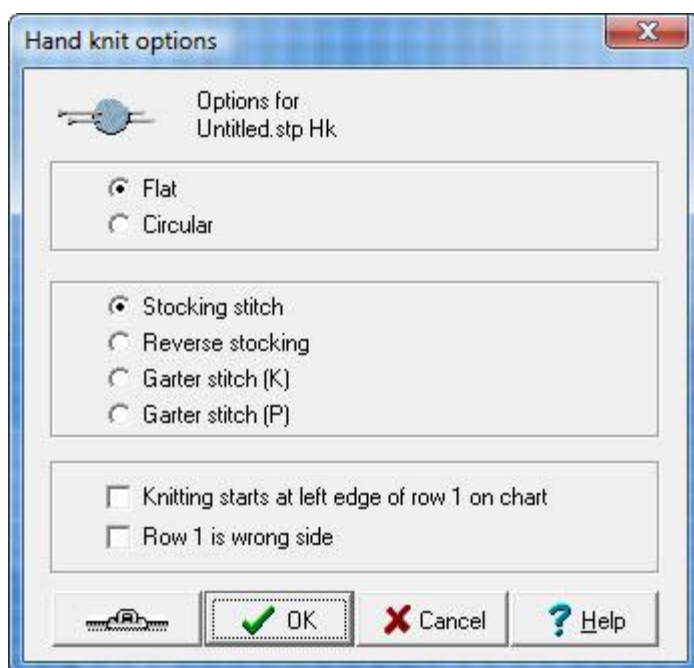 Hand knit options
Options for
Untitled.stp Hk
Flat
Circular
Stocking stitch
Reverse stocking
Garter stitch (K)
Garter stitch (P)
Knitting starts at left edge of row 1 on chart
Row 1 is wrong side
OK
Cancel
? Help